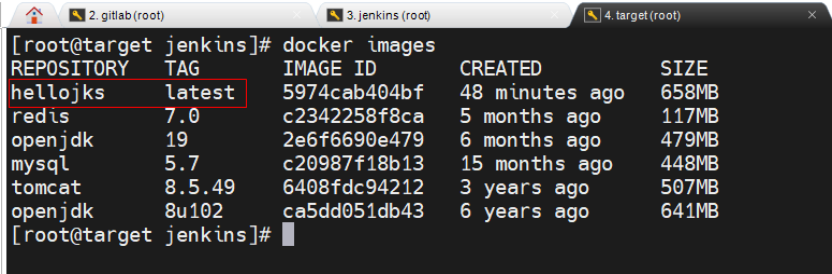 2. gitlab (root) 3. jenkins (root) 4. target (root)
[root@target jenkins]# docker images
REPOSITORY TAG IMAGE ID CREATED SIZE
hellojks latest 5974cab404bf 48 minutes ago 658MB
redis 7.0 c2342258f8ca 5 months ago 117MB
openjdk 19 2e6f6690e479 6 months ago 479MB
mysql 5.7 c20987f18b13 15 months ago 448MB
tomcat 8.5.49 6408fdc94212 3 years ago 507MB
openjdk 8u102 ca5dd051db43 6 years ago 641MB
[root@target jenkins]#